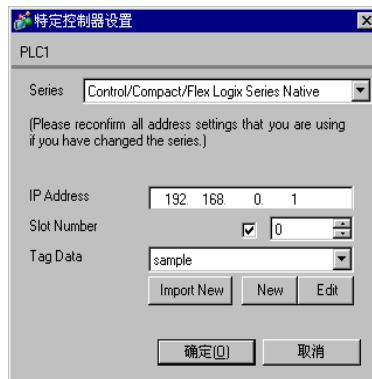 特定控制器设置
PLC1
Series Control/Compact/Flex Logix Series Native
(Please reconfirm all address settings that you are using
if you have changed the series.)
IP Address 192. 168. 0. 1
Slot Number 0
Tag Data sample
Import New New Edit
确定(O) 取消